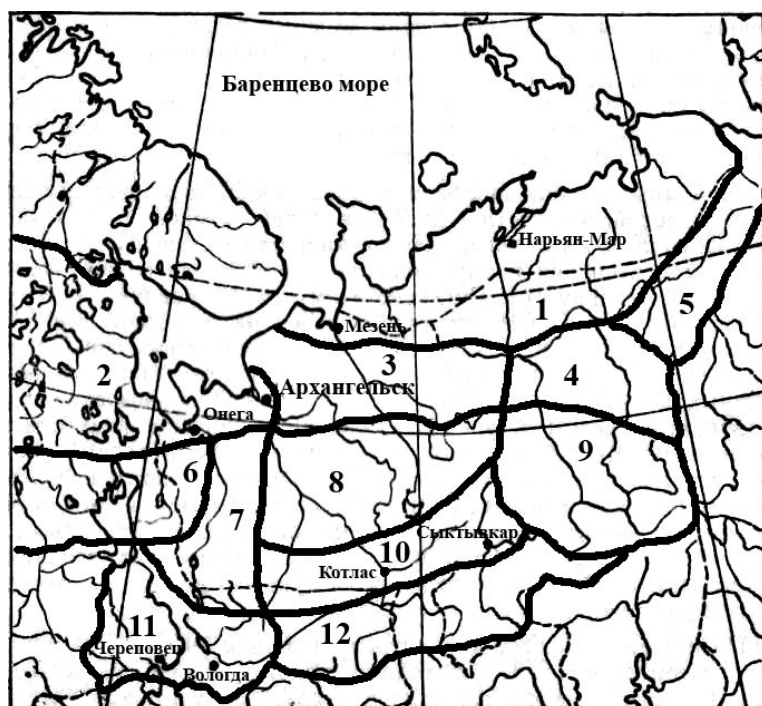 Баренцево море
Нарьян-Мар
1
5
Мезень
3
2
4
Архангельск
Онега
9
6
8
7
Сыктывкар
10
Котлас
11
12
Череповец
Вологда